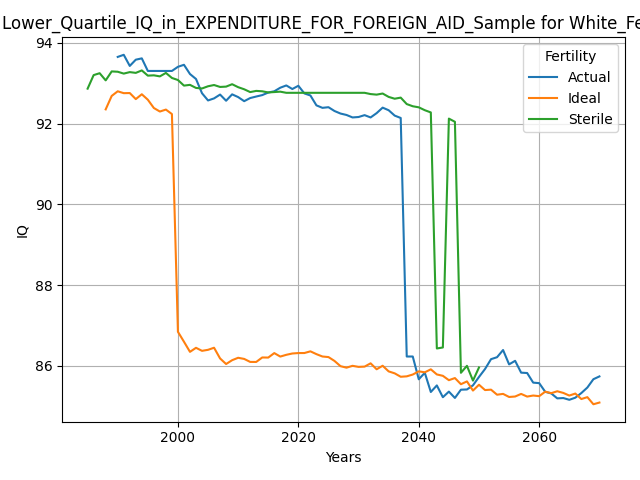 Lower_Quartile_IQ_in_EXPENDITURE_FOR_FOREIGN_AID_Sample for White_Fe
94
92
90
88
86
IQ
Fertility
Actual
Ideal
Sterile
2000
2020
2040
2060
Years